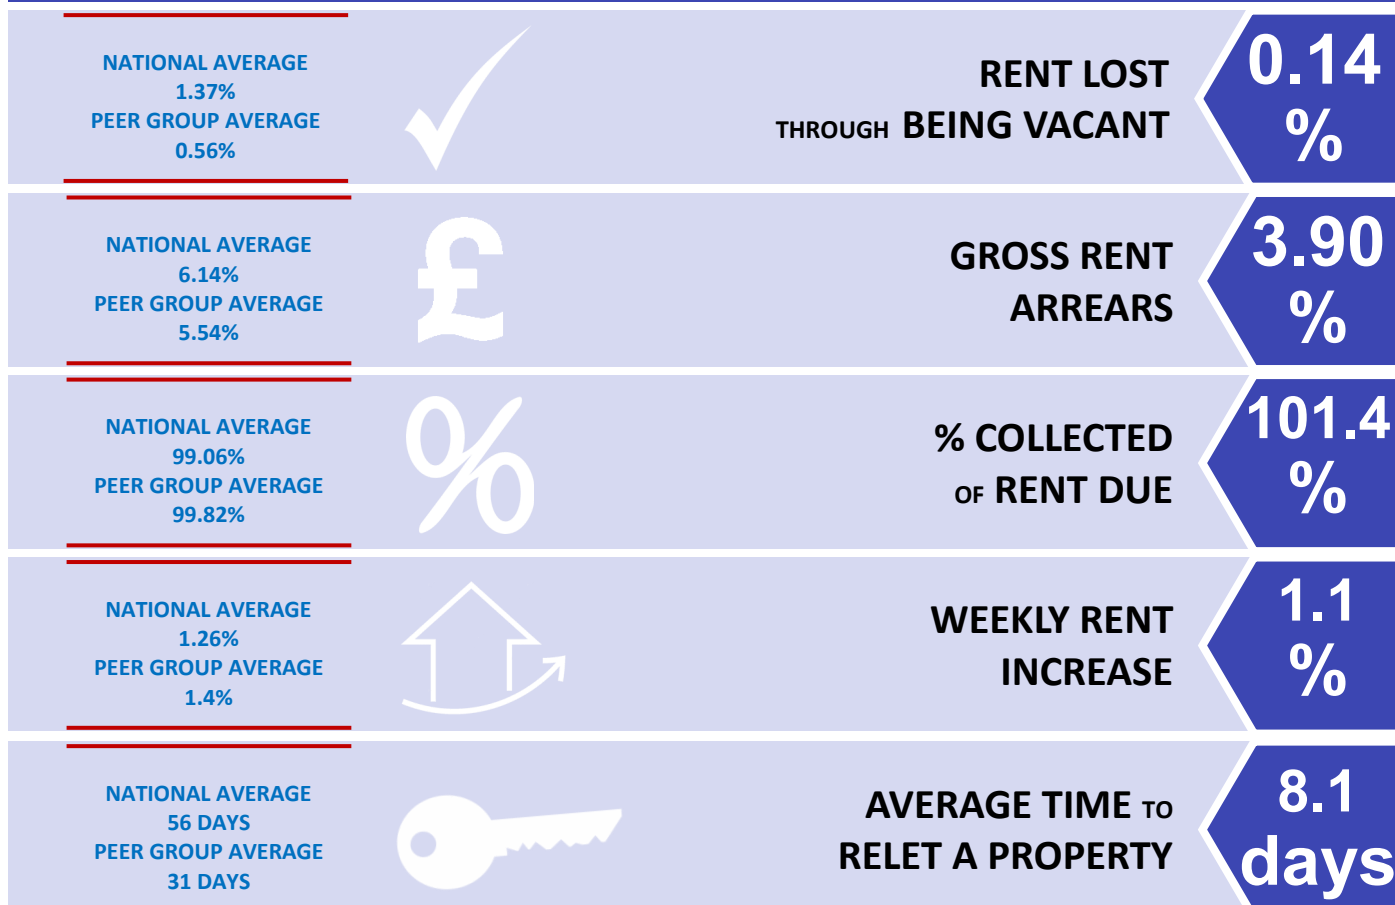 NATIONAL AVERAGE
1.37%
PEER GROUP AVERAGE
0.56%
RENT LOST
THROUGH BEING VACANT
0.14
%
NATIONAL AVERAGE
6.14%
PEER GROUP AVERAGE
5.54%
£
GROSS RENT
ARREARS
3.90
%
NATIONAL AVERAGE
99.06%
PEER GROUP AVERAGE
99.82%
%
% COLLECTED
OF RENT DUE
101.4
%
NATIONAL AVERAGE
1.26%
PEER GROUP AVERAGE
1.4%
WEEKLY RENT
INCREASE
1.1
%
NATIONAL AVERAGE
56 DAYS
PEER GROUP AVERAGE
31 DAYS
AVERAGE TIME TO
RELET A PROPERTY
8.1
days